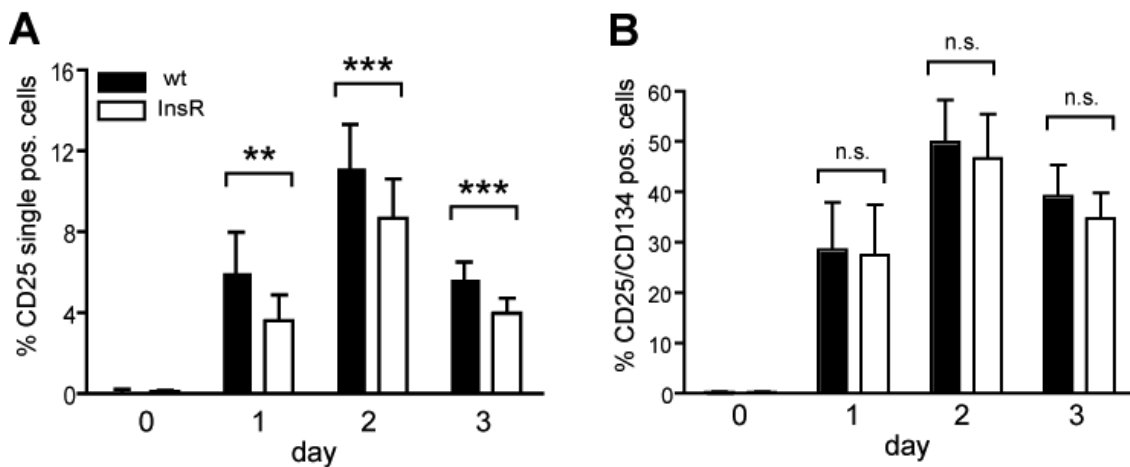 A
% CD25 single pos. cells
16
12
8
4
0
wt
InsR
**
***
***
0 1 2 3
day
B
% CD25/CD134 pos. cells
60
50
40
30
20
10
0
n.s.
n.s.
n.s.
0 1 2 3
day